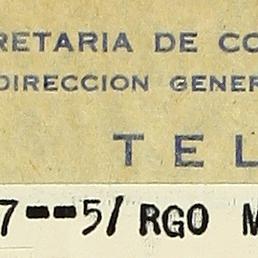 RETARIA DE CO
DIRECCION GENER
TEL
7--5/ RGO M